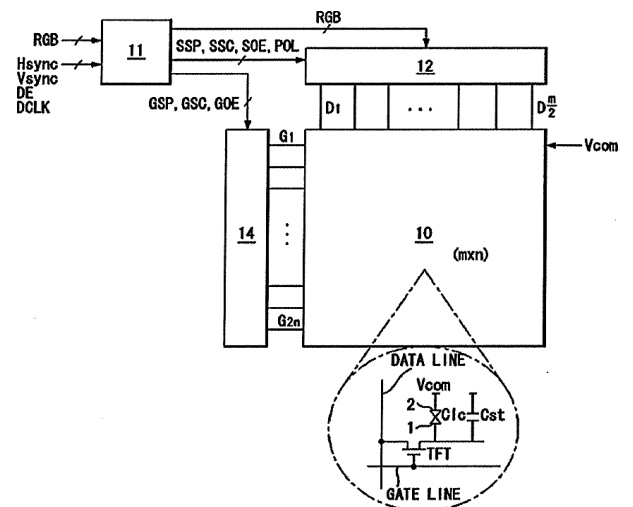 RGB
RGB
11
SSP, SSC, SOE, POL
Hsync
Vsync
DE
DCLK
12
GSP, GSC, GOE
D1
...
D m/2
Vcom
G1
14
10
(mxn)
G2n
DATA LINE
Vcom
2
Clc
Cst
1
TFT
GATE LINE